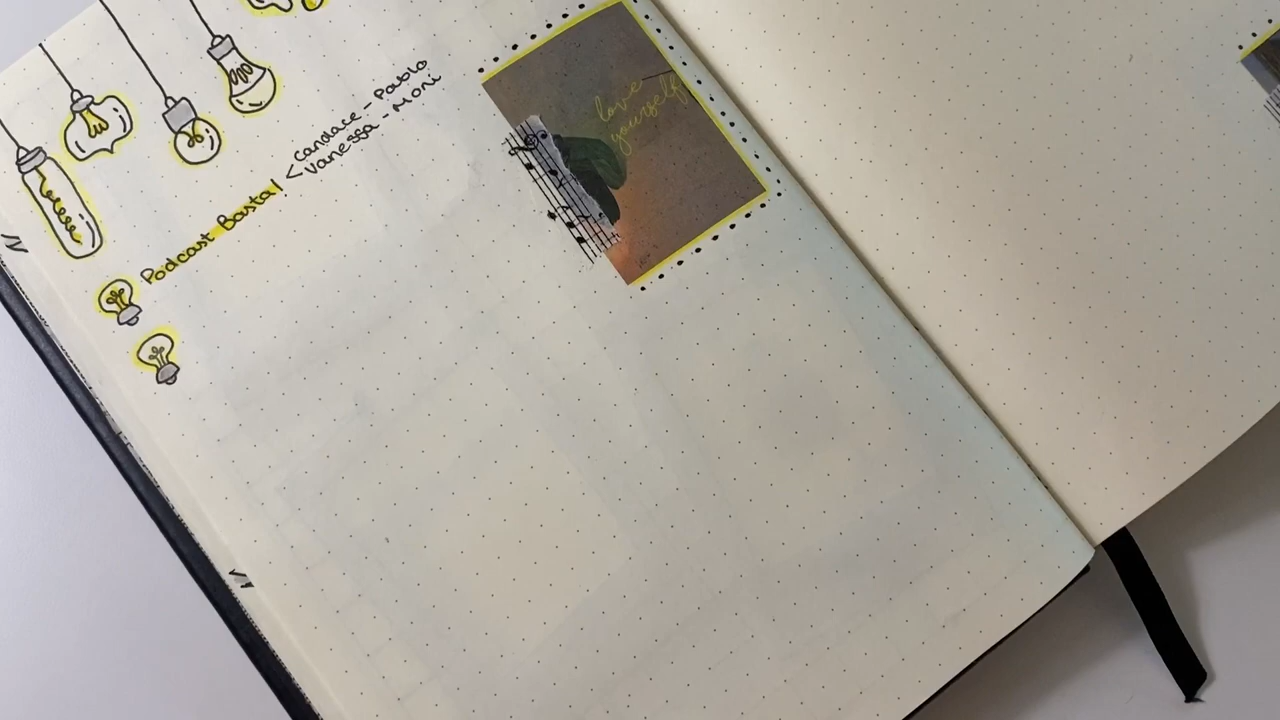 Podcast Basta!
Candace - Pablo
Vanessa - Moni
love
yourself